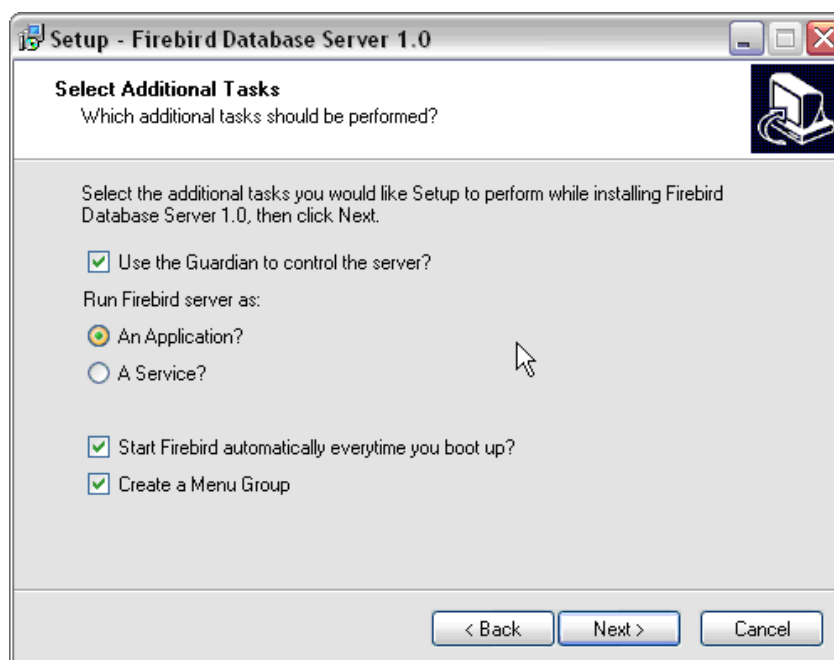 Setup - Firebird Database Server 1.0
Select Additional Tasks
Which additional tasks should be performed?
Select the additional tasks you would like Setup to perform while installing Firebird
Database Server 1.0, then click Next.
Use the Guardian to control the server?
Run Firebird server as:
An Application?
A Service?
Start Firebird automatically everytime you boot up?
Create a Menu Group
< Back Next > Cancel